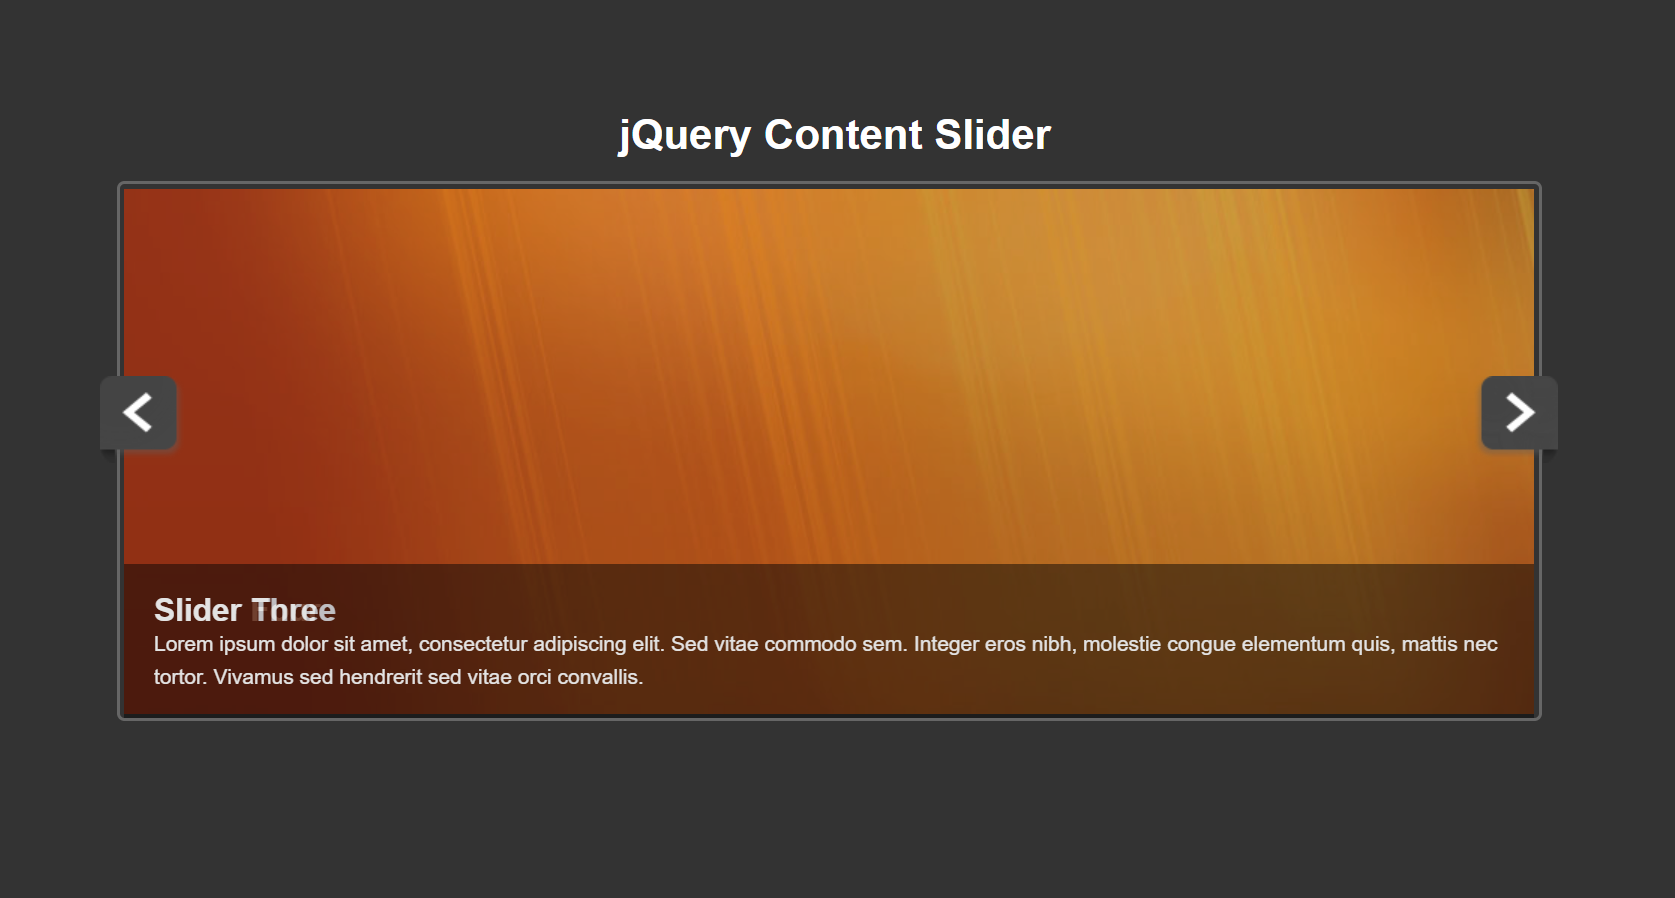 jQuery Content Slider
Slider Three
Lorem ipsum dolor sit amet, consectetur adipiscing elit. Sed vitae commodo sem. Integer eros nibh, molestie congue elementum quis, mattis nec
tortor. Vivamus sed hendrerit sed vitae orci convallis.